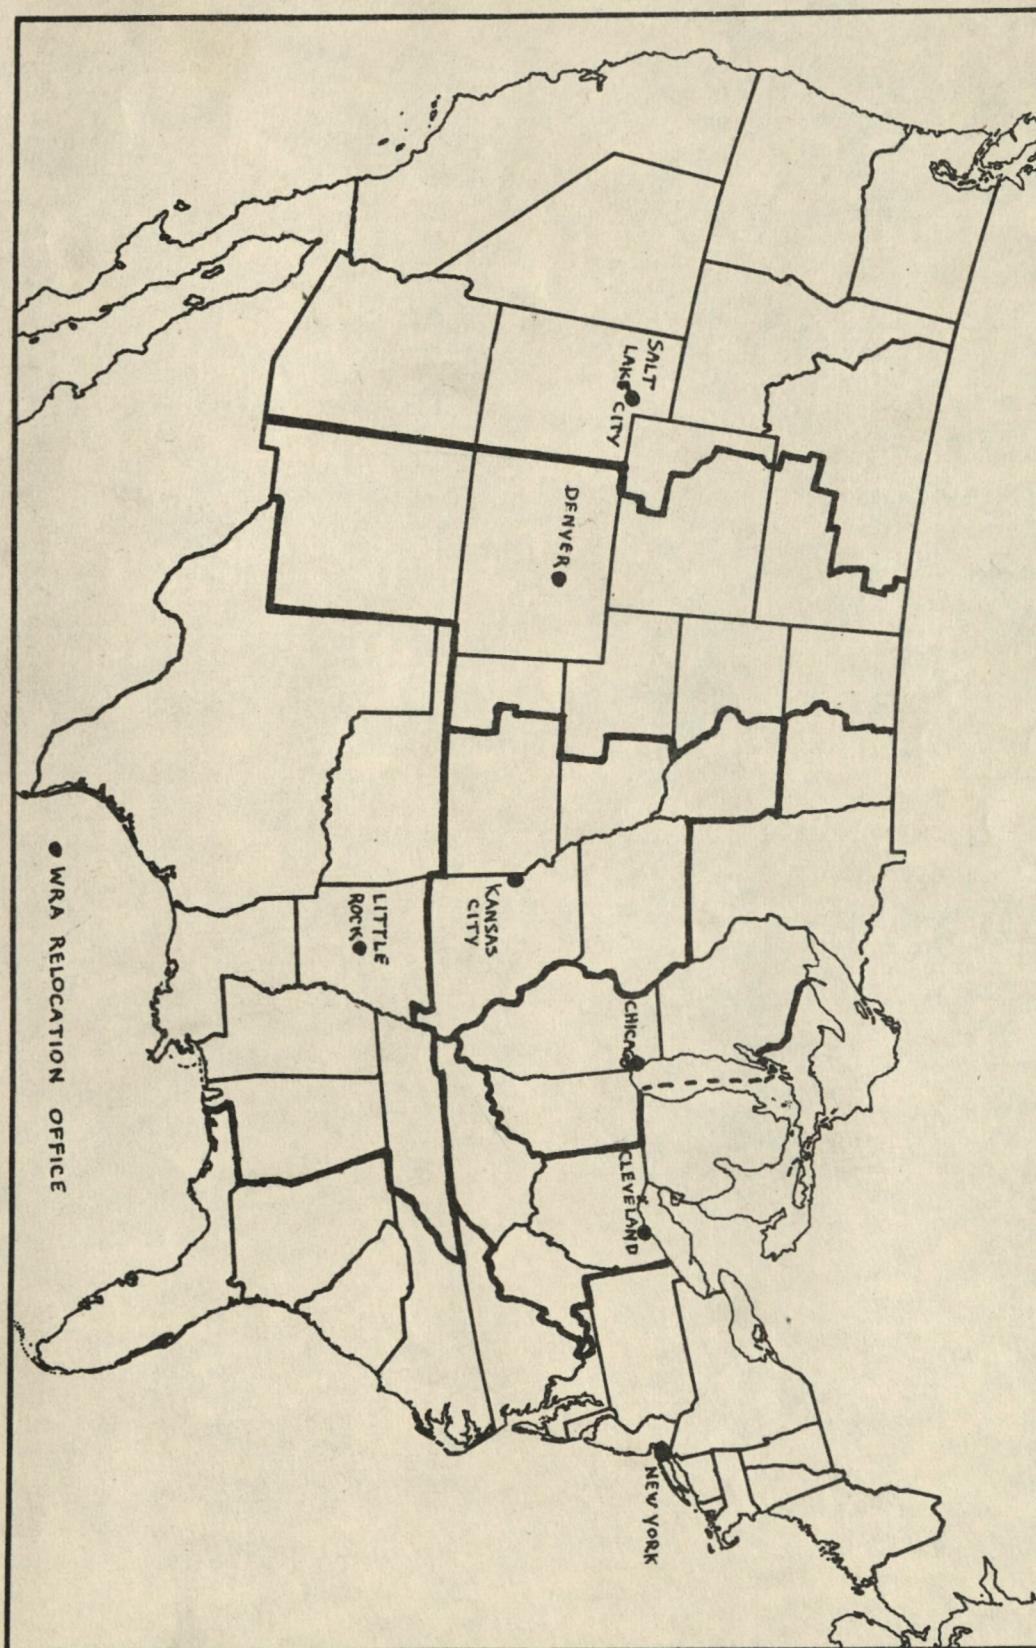 SALT
LAKE CITY
DENVER
KANSAS
CITY
LITTLE
ROCK
CHICAGO
CLEVELAND
NEW YORK
WRA RELOCATION OFFICE